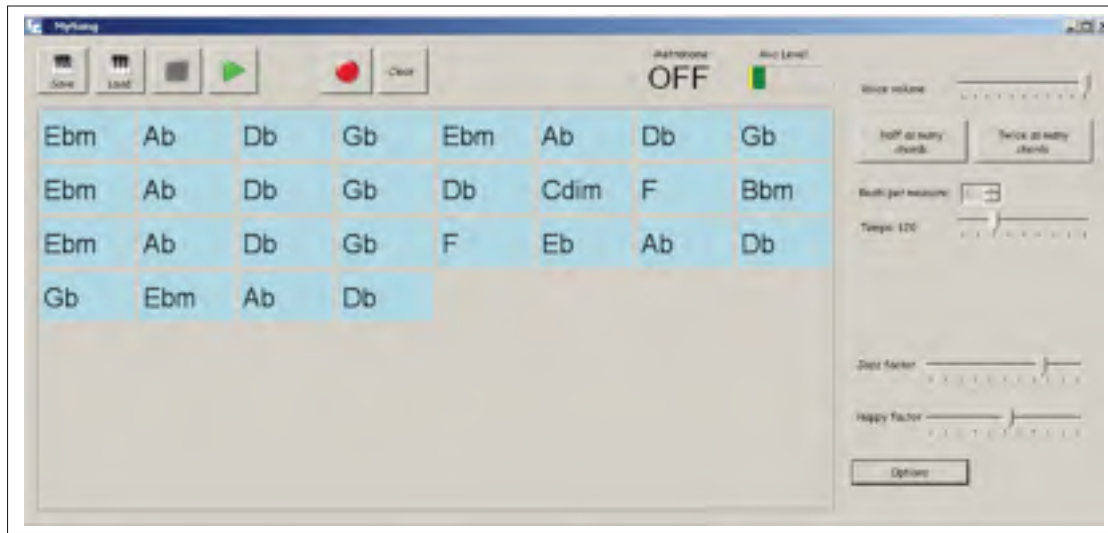 MySong
Save Load Clear
Metronome
OFF
Voice volume
Ebm Ab Db Gb Ebm Ab Db Gb
Half as many chords
Twice as many chords
Ebm Ab Db Gb Db Cdim F Bbm
Beats per measure
Tempo: 120
Ebm Ab Db Gb F Eb Ab Db
Gb Ebm Ab Db
Jazz factor
Happy factor
Options